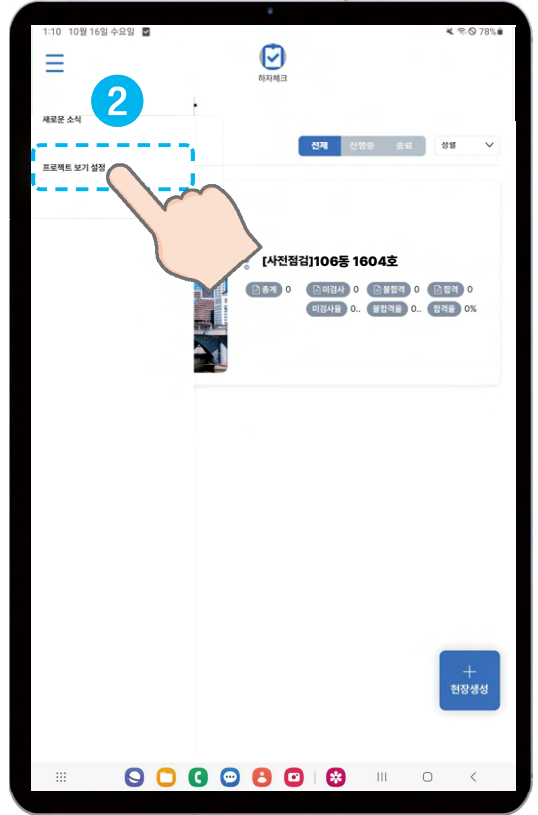 1:10 10월 16일 수요일 78%
하자체크
2
새로운 소식
전체 진행중 종료 성별
프로젝트 보기 설정
[사전점검]106동 1604호
총계 0 미검사 0 불합격 0 합격 0
미검사율 0.. 불합격율 0.. 합격율 0%
+
현장생성